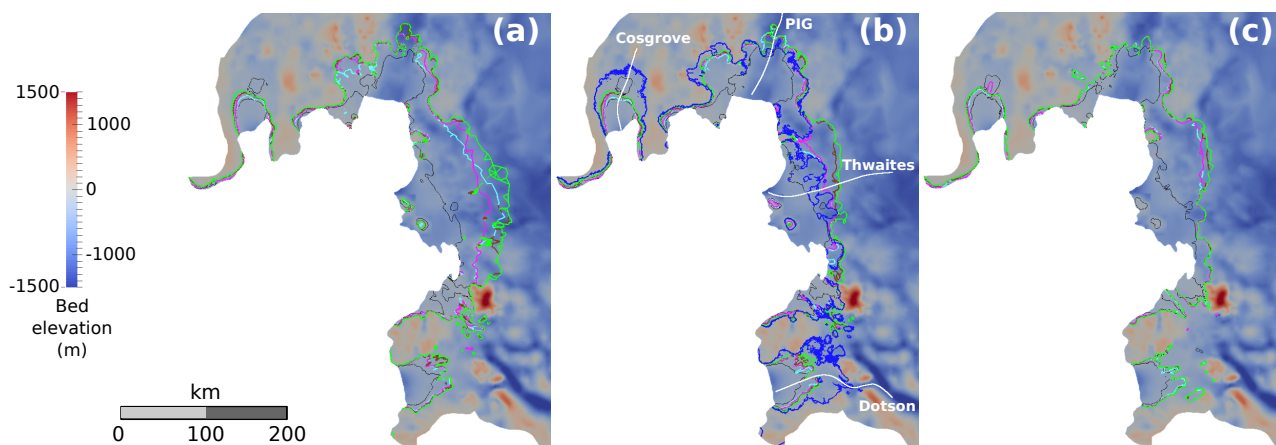 (a)
(b)
(c)
PIG
Cosgrove
Thwaites
Dotson
1500
1000
0
-1000
-1500
Bed
elevation
(m)
km
0 100 200